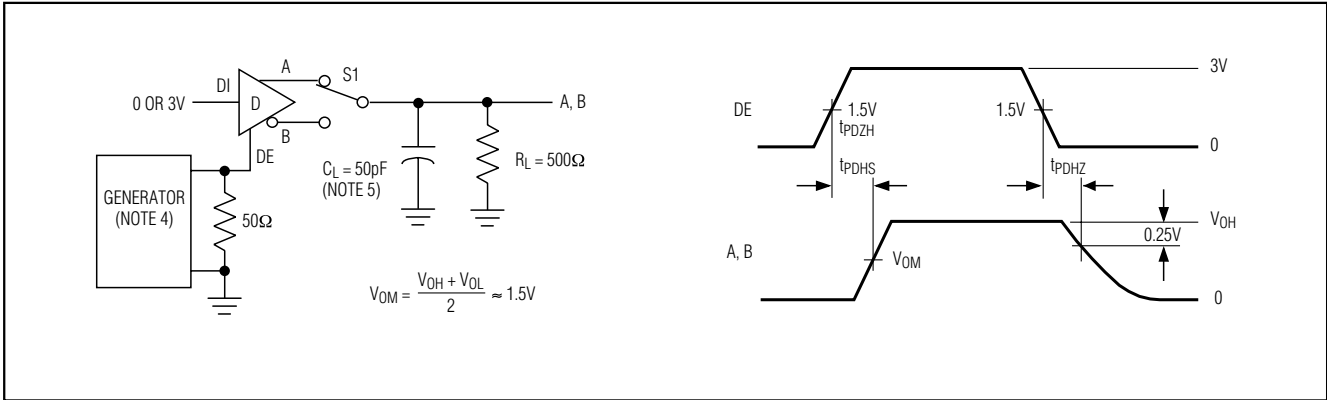 A
S1
DI
0 OR 3V
D
A, B
B
DE
C_L = 50pF
(NOTE 5)
R_L = 500Ω
GENERATOR
(NOTE 4)
50Ω
V_OM = (V_OH + V_OL) / 2 ≈ 1.5V
3V
DE
1.5V
1.5V
t_PDZH
0
t_PDHS
t_PDHZ
V_OH
0.25V
A, B
V_OM
0